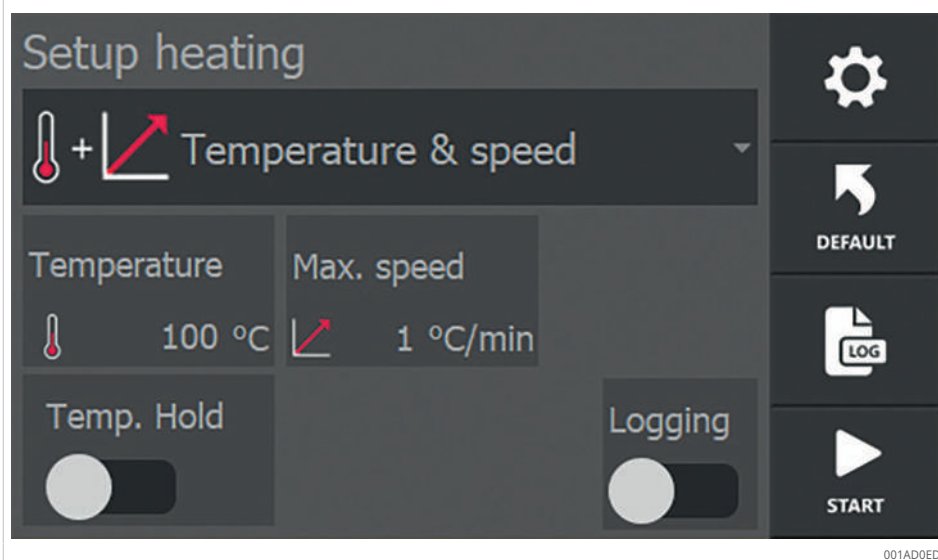 Setup heating
+ Temperature & speed
Temperature
100 °C
Max. speed
1 °C/min
Temp. Hold
Logging
DEFAULT
LOG
START
001AD0ED